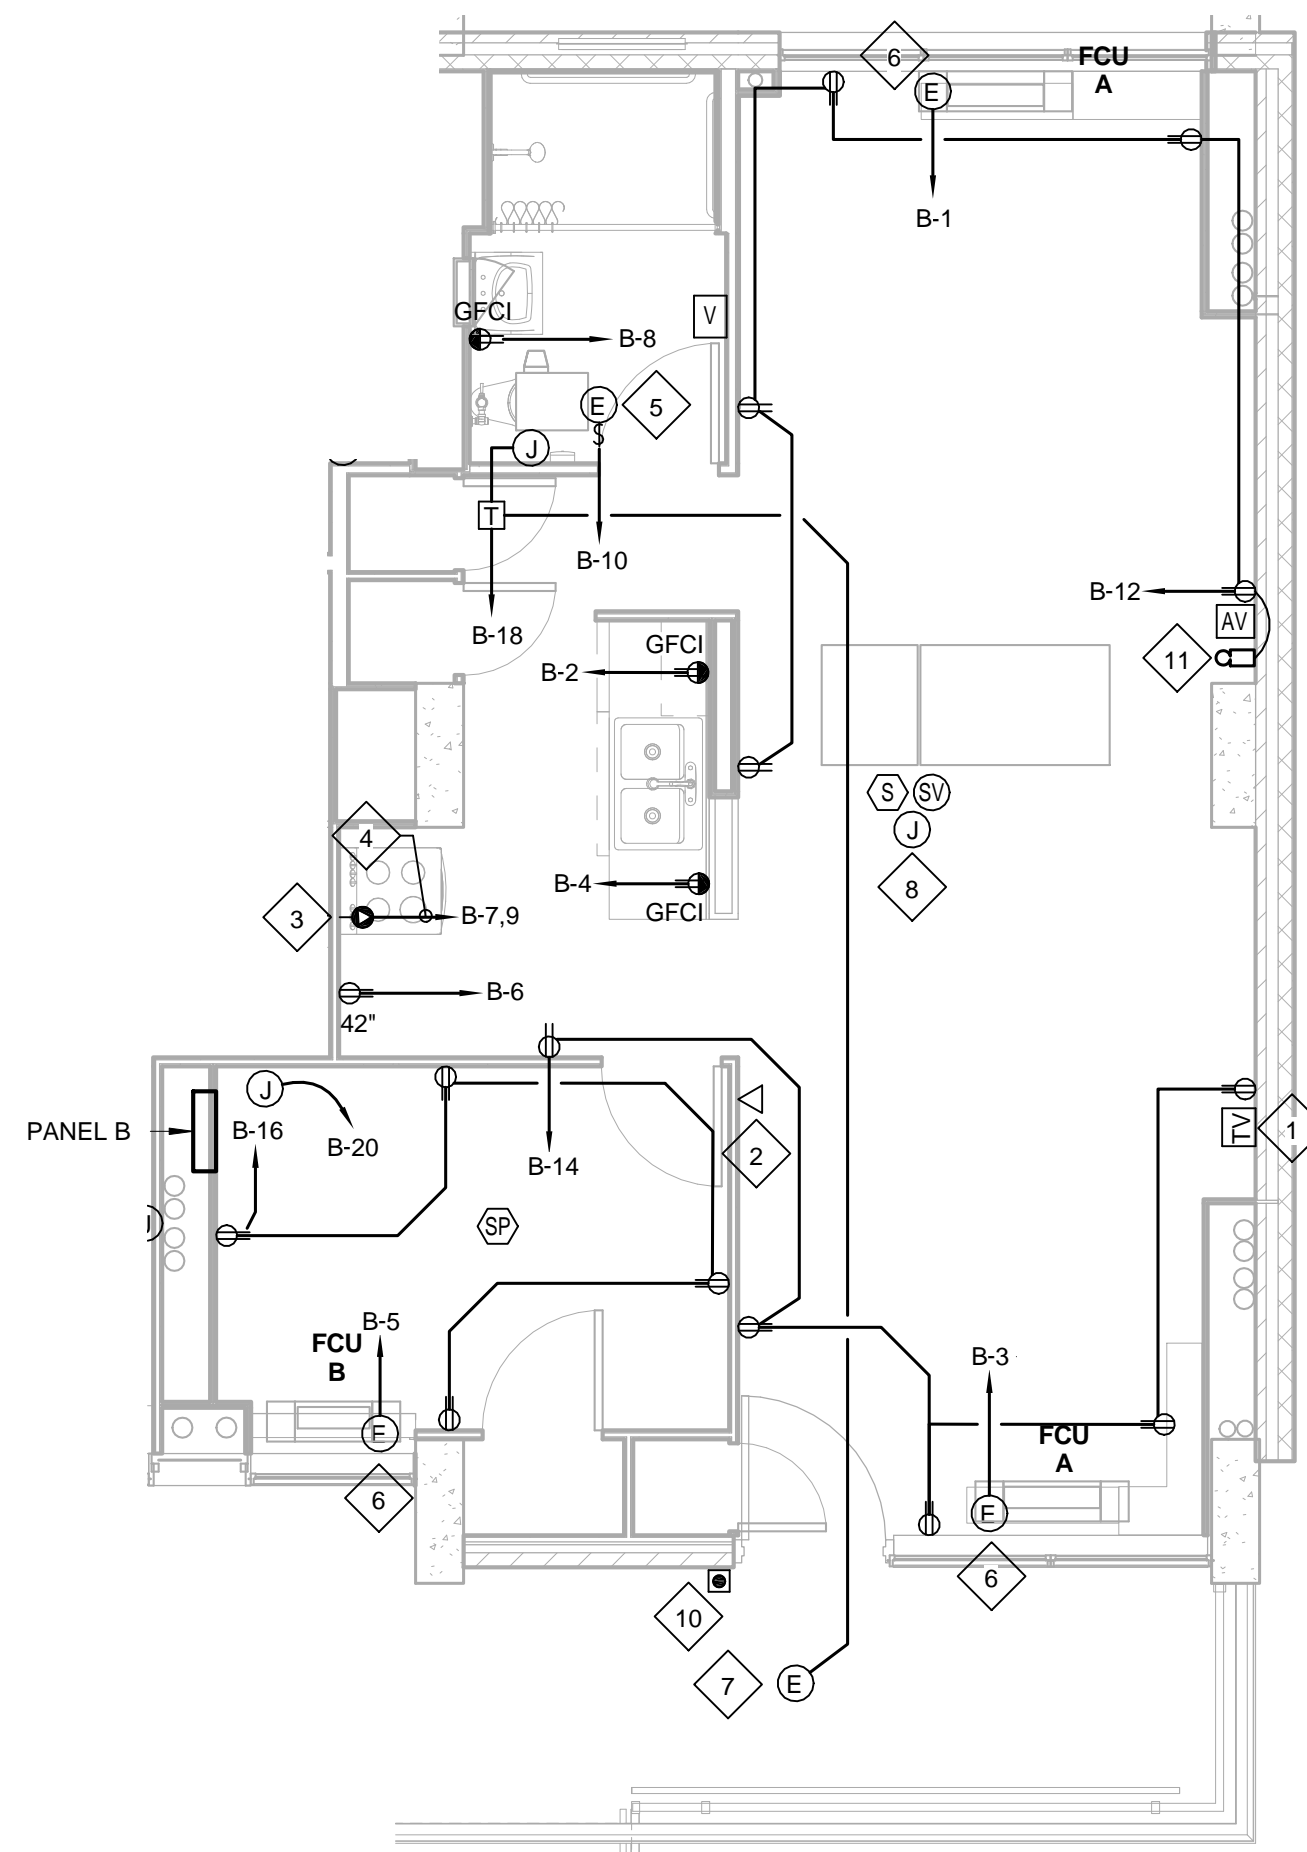 6
FCU
A
E
B-1
GFCI
V
B-8
E
5
S
J
T
B-10
B-12
B-18
AV
GFCI
B-2
11
S
SV
J
4
8
B-4
GFCI
3
B-7,9
B-6
42"
J
TV
1
PANEL B
B-16
B-20
B-14
2
SP
J
B-5
FCU
B
B-3
E
FCU
A
6
E
6
10
7
E